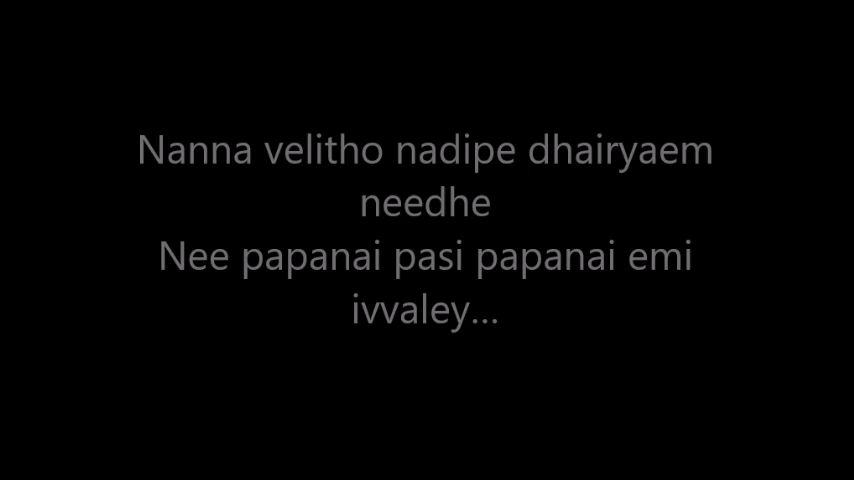 Nanna velitho nadipe dhairyaem
needhe
Nee papanai pasi papanai emi
ivvaley...